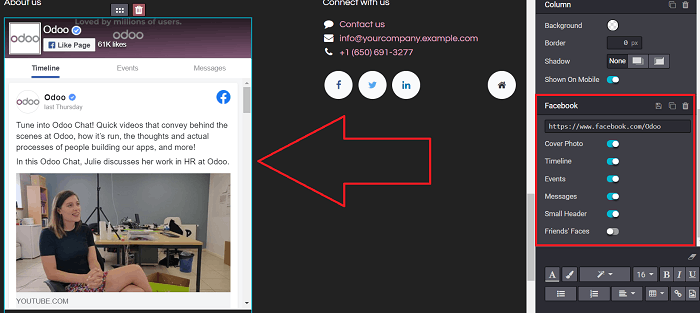 About us
Loved by millions of users.
odoo
odoo
Odoo
Like Page
61K likes
Timeline
Events
Messages
odoo
Odoo
last Thursday
Tune into Odoo Chat! Quick videos that convey behind the
scenes at Odoo, how it's run, the thoughts and actual
processes of people building our apps, and more!
In this Odoo Chat, Julie discusses her work in HR at Odoo.
YOUTUBE.COM
Connect with us
Contact us
info@yourcompany.example.com
+1 (650) 691-3277
Column
Background
Border
0 px
Shadow
None
Shown On Mobile
Facebook
https://www.facebook.com/Odoo
Cover Photo
Timeline
Events
Messages
Small Header
Friends' Faces
A
16
B I U